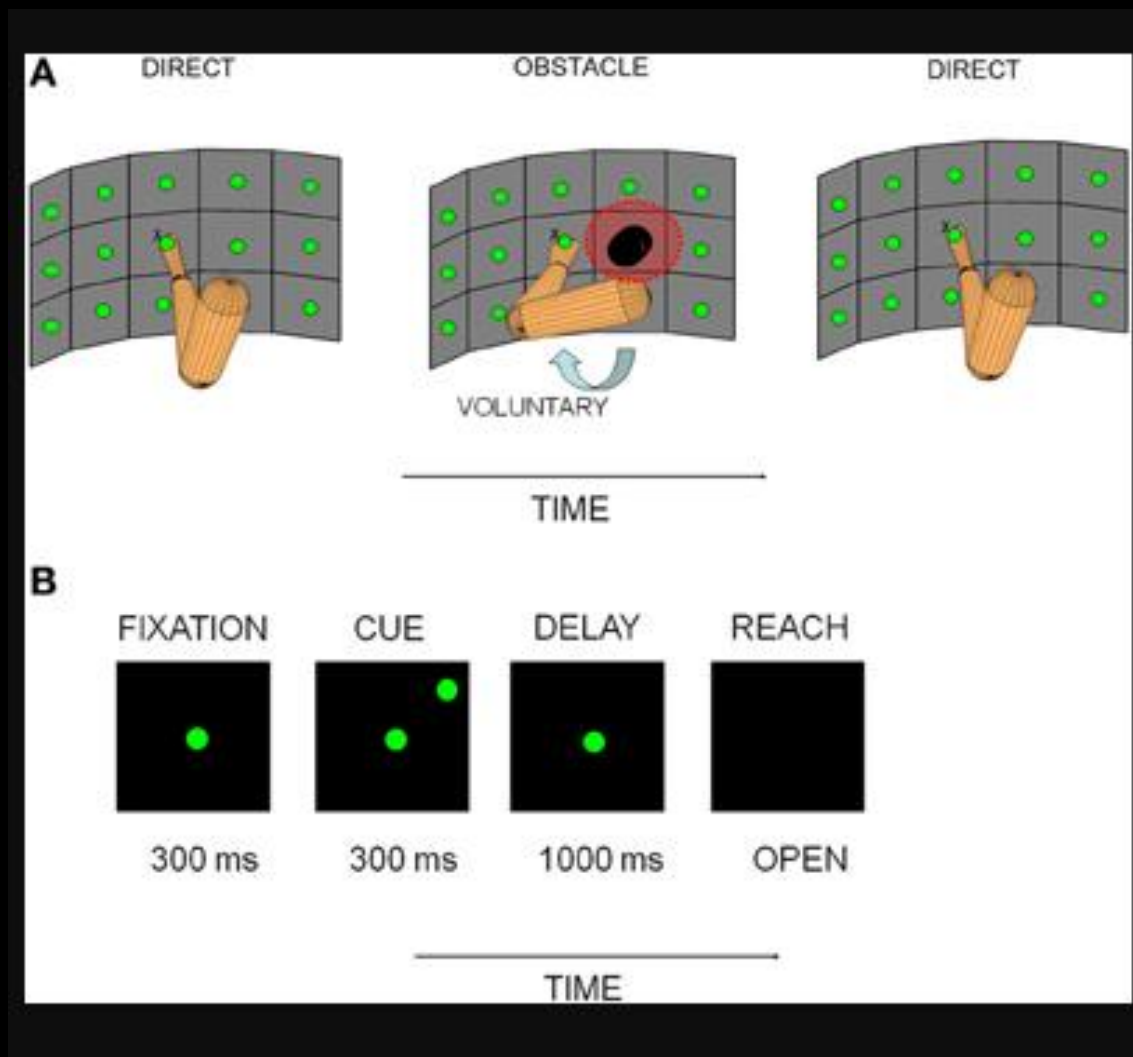 A
DIRECT OBSTACLE DIRECT
x x x
VOLUNTARY
TIME
B
FIXATION CUE DELAY REACH
300 ms 300 ms 1000 ms OPEN
TIME